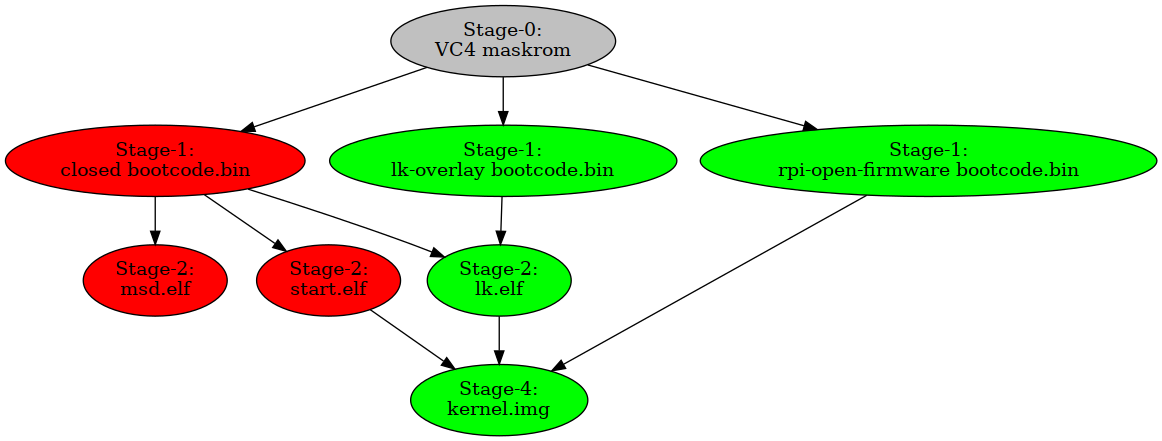 Stage-0:
VC4 maskrom
Stage-1:
closed bootcode.bin
Stage-1:
lk-overlay bootcode.bin
Stage-1:
rpi-open-firmware bootcode.bin
Stage-2:
msd.elf
Stage-2:
start.elf
Stage-2:
lk.elf
Stage-4:
kernel.img